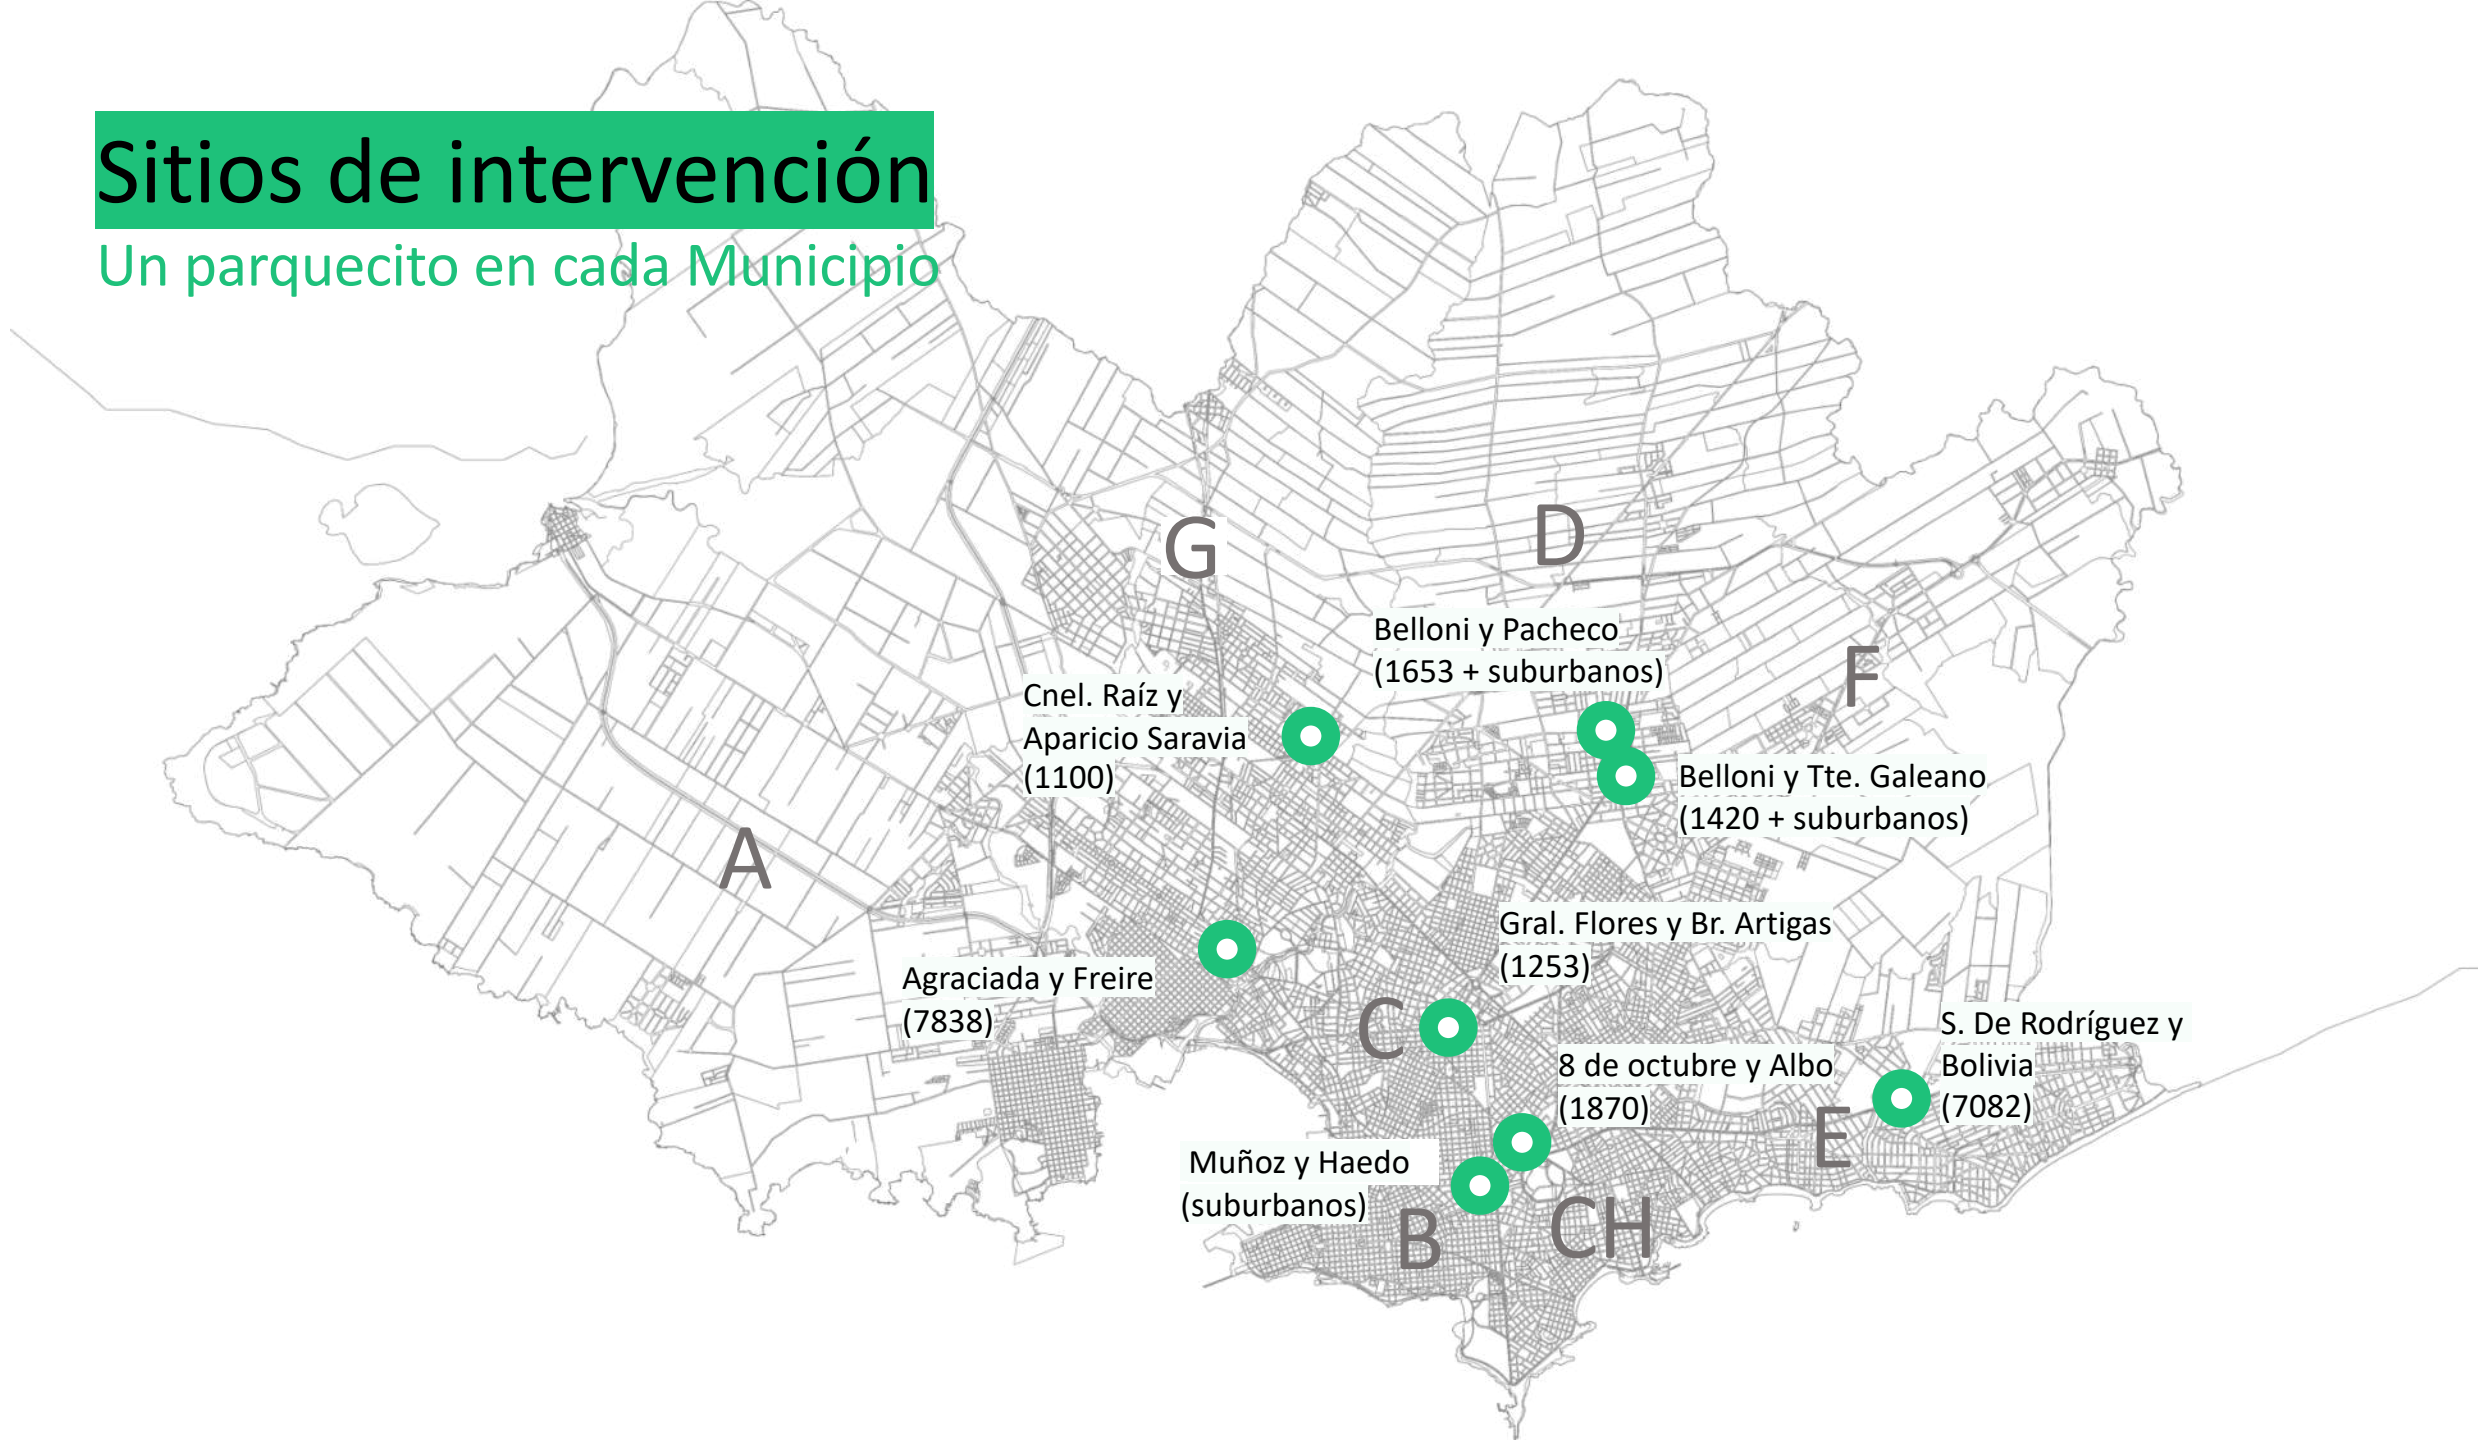 Sitios de intervención
Un parquecito en cada Municipio
G
D
Belloni y Pacheco
(1653 + suburbanos)
F
Cnel. Raíz y
Aparicio Saravia
(1100)
Belloni y Tte. Galeano
(1420 + suburbanos)
A
Gral. Flores y Br. Artigas
(1253)
Agraciada y Freire
(7838)
C
S. De Rodríguez y
Bolivia
(7082)
8 de octubre y Albo
(1870)
E
Muñoz y Haedo
(suburbanos)
B
CH